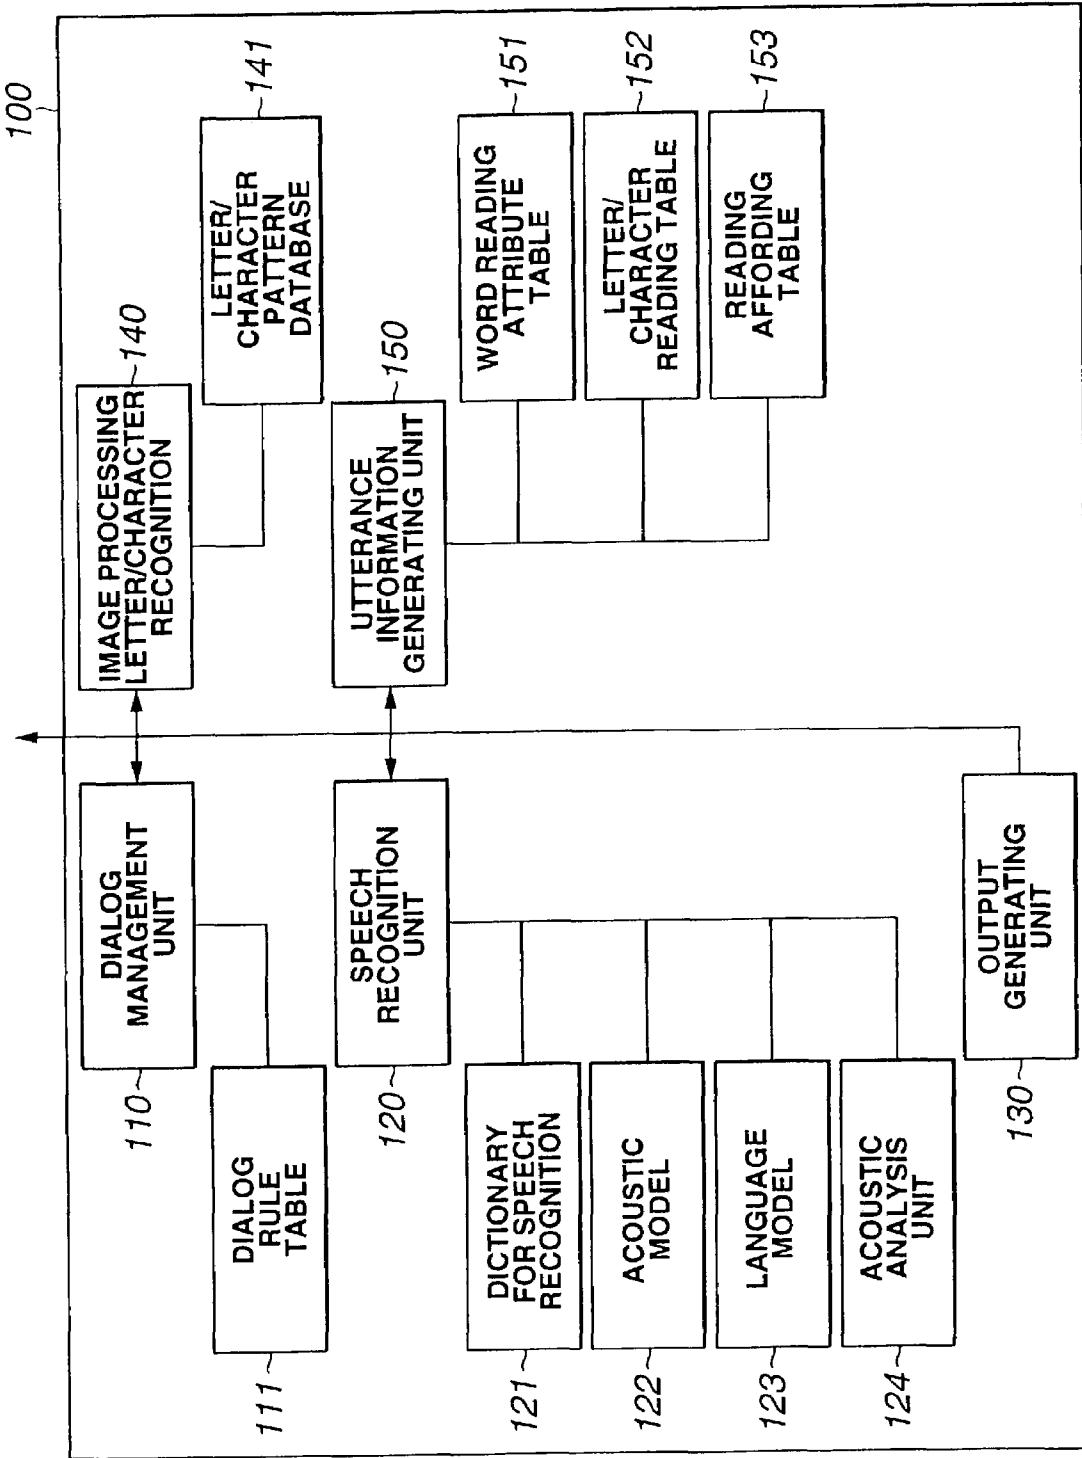 100
DIALOG
MANAGEMENT
UNIT
110
DIALOG
RULE
TABLE
111
SPEECH
RECOGNITION
UNIT
120
DICTIONARY
FOR SPEECH
RECOGNITION
121
ACOUSTIC
MODEL
122
LANGUAGE
MODEL
123
ACOUSTIC
ANALYSIS
UNIT
124
OUTPUT
GENERATING
UNIT
130
IMAGE PROCESSING
LETTER/CHARACTER
RECOGNITION
140
LETTER/
CHARACTER
PATTERN
DATABASE
141
UTTERANCE
INFORMATION
GENERATING UNIT
150
WORD READING
ATTRIBUTE
TABLE
151
LETTER/
CHARACTER
READING TABLE
152
READING
AFFORDING
TABLE
153